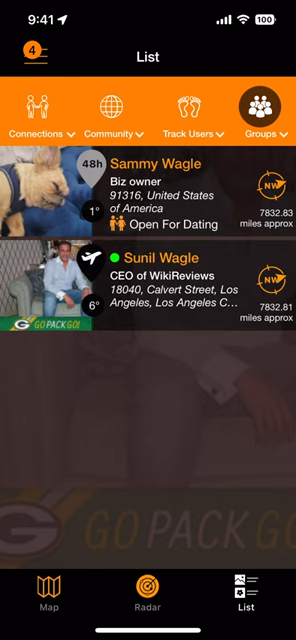 9:41
100
4
List
Connections
Community
Track Users
Groups
48h
Sammy Wagle
Biz owner
91316, United States
of America
Open For Dating
1°
NW
7832.83
miles approx
Sunil Wagle
CEO of WikiReviews
18040, Calvert Street, Los
Angeles, Los Angeles C...
6°
NW
7832.81
miles approx
G GO PACK GO!
G GO PACK GO
Map
Radar
List